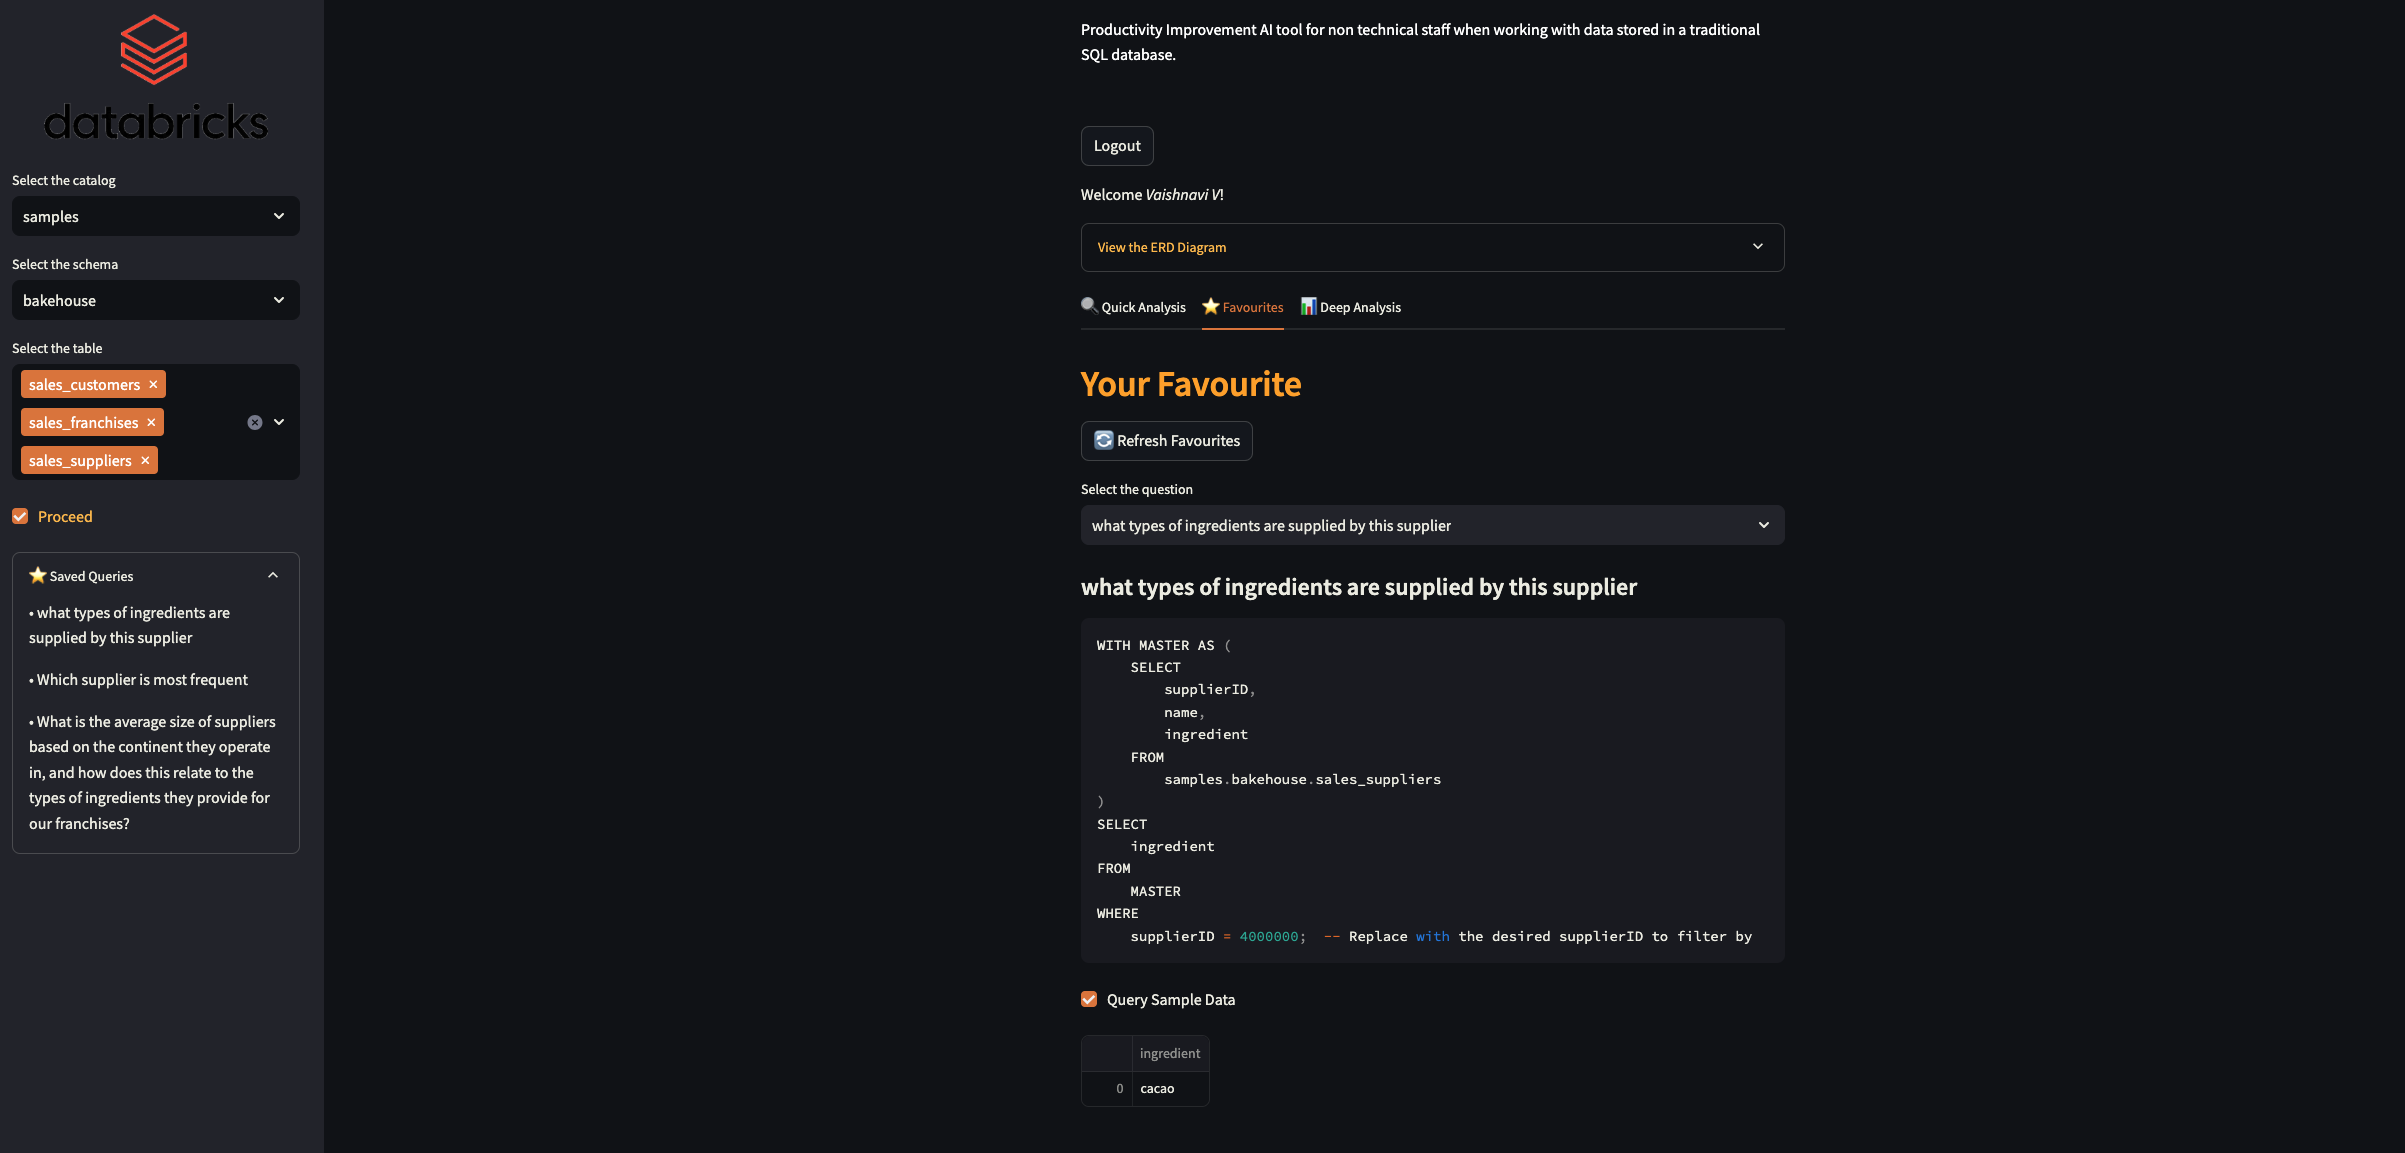 databricks
Select the catalog
samples
Select the schema
bakehouse
Select the table
sales_customers ×
sales_franchises ×
sales_suppliers ×
Proceed
⭐ Saved Queries
• what types of ingredients are
supplied by this supplier
• Which supplier is most frequent
• What is the average size of suppliers
based on the continent they operate
in, and how does this relate to the
types of ingredients they provide for
our franchises?
Productivity Improvement AI tool for non technical staff when working with data stored in a traditional
SQL database.
Logout
Welcome Vaishnavi V!
View the ERD Diagram
🔍 Quick Analysis ⭐ Favourites 📊 Deep Analysis
Your Favourite
🔄 Refresh Favourites
Select the question
what types of ingredients are supplied by this supplier
what types of ingredients are supplied by this supplier
WITH MASTER AS (
    SELECT
        supplierID,
        name,
        ingredient
    FROM
        samples.bakehouse.sales_suppliers
)
SELECT
    ingredient
FROM
    MASTER
WHERE
    supplierID = 4000000;  -- Replace with the desired supplierID to filter by
Query Sample Data
ingredient
0 cacao